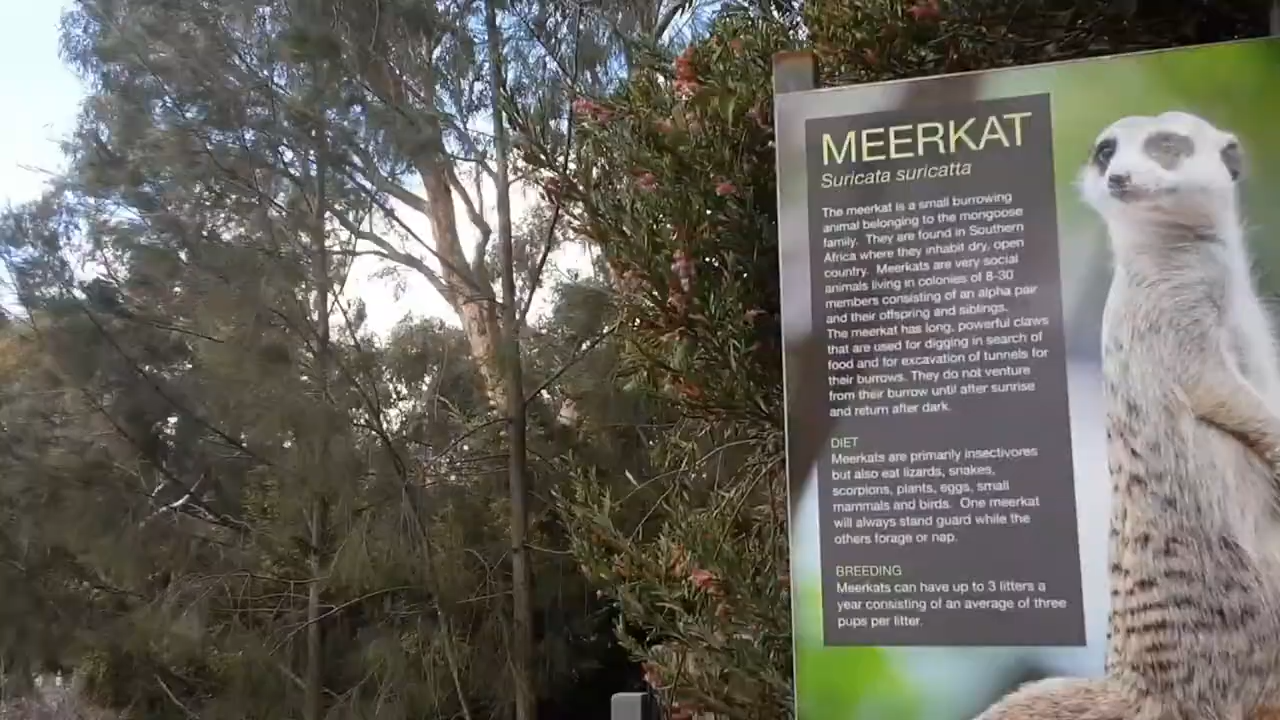 MEERKAT
Suricata suricatta
The meerkat is a small burrowing
animal belonging to the mongoose
family. They are found in Southern
Africa where they inhabit dry, open
country. Meerkats are very social
animals living in colonies of 8-30
members consisting of an alpha pair
and their offspring and siblings.
The meerkat has long, powerful claws
that are used for digging in search of
food and for excavation of tunnels for
their burrows. They do not venture
from their burrow until after sunrise
and return after dark.
DIET
Meerkats are primarily insectivores
but also eat lizards, snakes,
scorpions, plants, eggs, small
mammals and birds. One meerkat
will always stand guard while the
others forage or nap.
BREEDING
Meerkats can have up to 3 litters a
year consisting of an average of three
pups per litter.